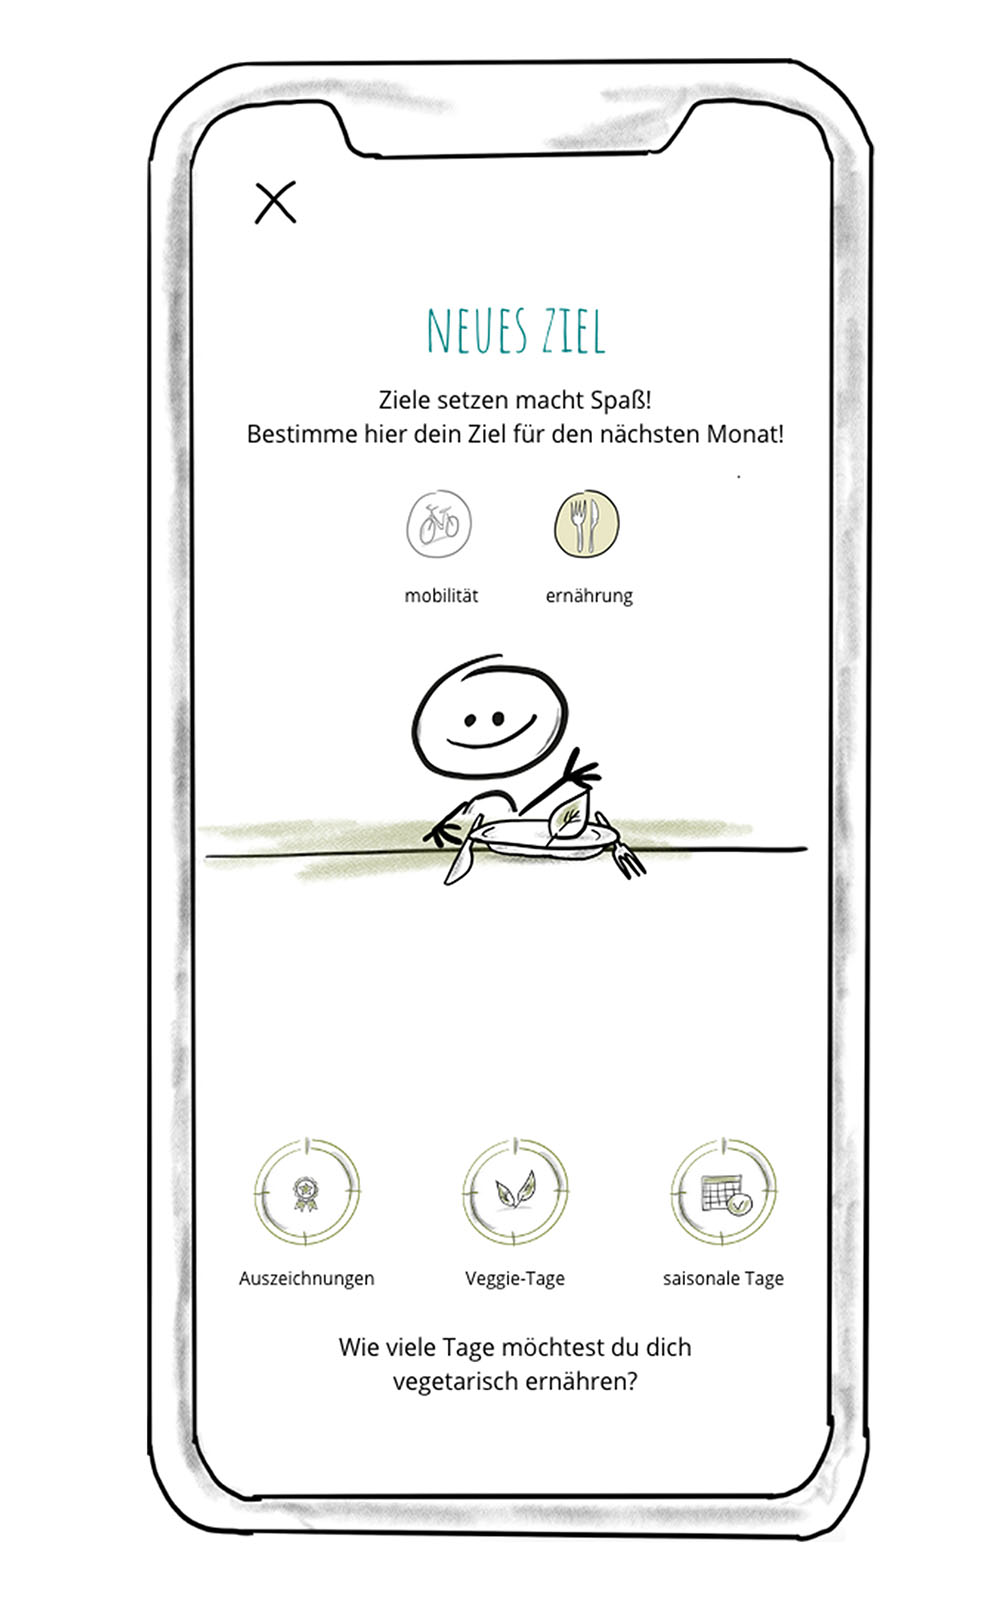 NEUES ZIEL
Ziele setzen macht Spaß!
Bestimme hier dein Ziel für den nächsten Monat!
mobilität
ernährung
Auszeichnungen
Veggie-Tage
saisonale Tage
Wie viele Tage möchtest du dich
vegetarisch ernähren?